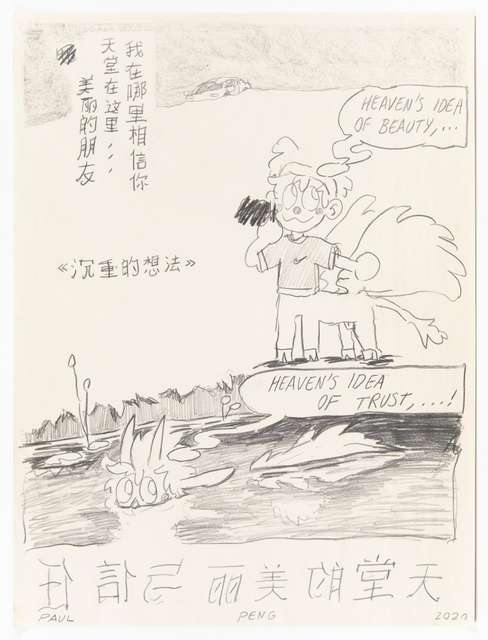 我在哪里相信你
天堂在这里，，，
美丽的朋友
HEAVEN'S IDEA
OF BEAUTY,...
《沉重的想法》
HEAVEN'S IDEA
OF TRUST,...!
天堂的美丽与信任
PAUL PENG 2020